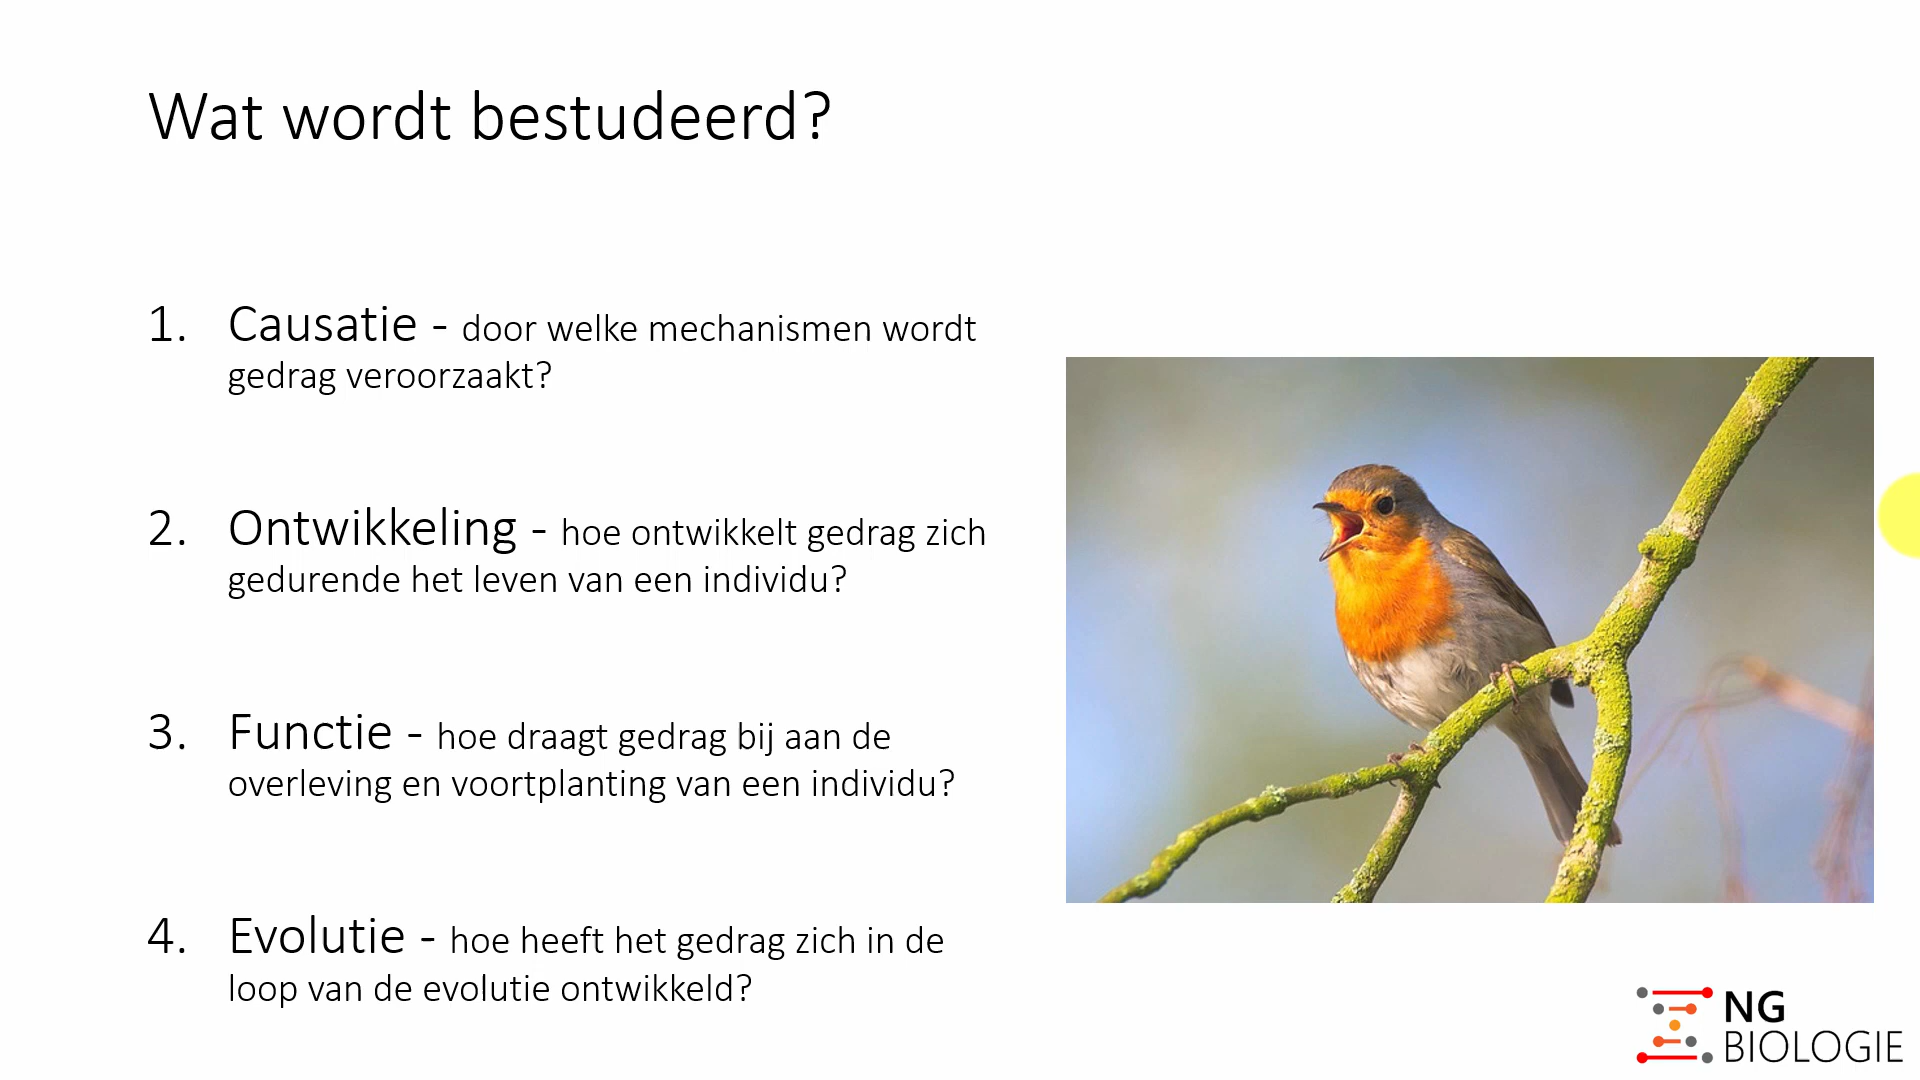 Wat wordt bestudeerd?
1. Causatie - door welke mechanismen wordt
gedrag veroorzaakt?
2. Ontwikkeling - hoe ontwikkelt gedrag zich
gedurende het leven van een individu?
3. Functie - hoe draagt gedrag bij aan de
overleving en voortplanting van een individu?
4. Evolutie - hoe heeft het gedrag zich in de
loop van de evolutie ontwikkeld?
NG
BIOLOGIE